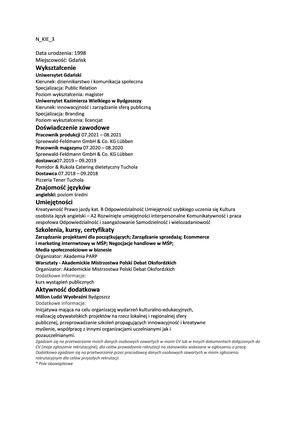 N_KIE_3
Data urodzenia: 1998
Miejscowość: Gdańsk
Wykształcenie
Uniwersytet Gdański
Kierunek: dziennikarstwo i komunikacja społeczna
Specjalizacja: Public Relation
Poziom wykształcenia: magister
Uniwersytet Kazimierza Wielkiego w Bydgoszczy
Kierunek: innowacyjność i zarządzanie sferą publiczną
Specjalizacja: Branding
Poziom wykształcenia: licencjat
Doświadczenie zawodowe
Pracownik produkcji 07.2021 – 08.2021
Spreewald-Feldmann GmbH & Co. KG Lübben
Pracownik magazynu 07.2020 – 08.2020
Spreewald-Feldmann GmbH & Co. KG Lübben
dostawca07.2019 – 09.2019
Pomidor & Rukola Catering dietetyczny Tuchola
Dostawca 07.2018 – 09.2018
Pizzeria Tener Tuchola
Znajomość języków
angielski: poziom średni
Umiejętności
Kreatywność Prawo jazdy kat. B Odpowiedzialność Umiejętność szybkiego uczenia się Kultura
osobista Język angielski – A2 Rozwinięte umiejętności interpersonalne Komunikatywność i praca
zespołowa Odpowiedzialność i zaangażowanie Samodzielność i wielozadaniowość
Szkolenia, kursy, certyfikaty
Zarządzanie projektami dla początkujących; Zarządzanie sprzedażą; Ecommerce
i marketing internetowy w MŚP; Negocjacje handlowe w MŚP;
Media społecznościowe w biznesie
Organizator: Akademia PARP
Warsztaty - Akademickie Mistrzostwa Polski Debat Oksfordzkich
Organizator: Akademickie Mistrzostwa Polski Debat Oksfordzkich
Dodatkowe informacje:
kurs wystąpień publicznych
Aktywność dodatkowa
Milion Ludzi Wyobraźni Bydgoszcz
Dodatkowe informacje:
Inicjatywa mająca na celu organizację wydarzeń kulturalno-edukacyjnych,
realizację obywatelskich projektów na rzecz lokalnej i regionalnej sfery
publicznej, przeprowadzanie szkoleń propagujących innowacyjność i kreatywne
myślenie, współpracę z innymi organizacjami uczelnianymi jak i
pozauczelnianymi.
Zgadzam się na przetwarzanie moich danych osobowych zawartych w moim CV lub w innych dokumentach dołączonych do
CV (moje zgłoszenie rekrutacyjne), dla celów prowadzenia rekrutacji na stanowisko wskazane w ogłoszeniu o pracę.
Dodatkowo zgadzam się na przetwarzanie przez pracodawcę danych osobowych zawartych w moim zgłoszeniu
rekrutacyjnym dla celów przyszłych rekrutacji.
* Pole obowiązkowe